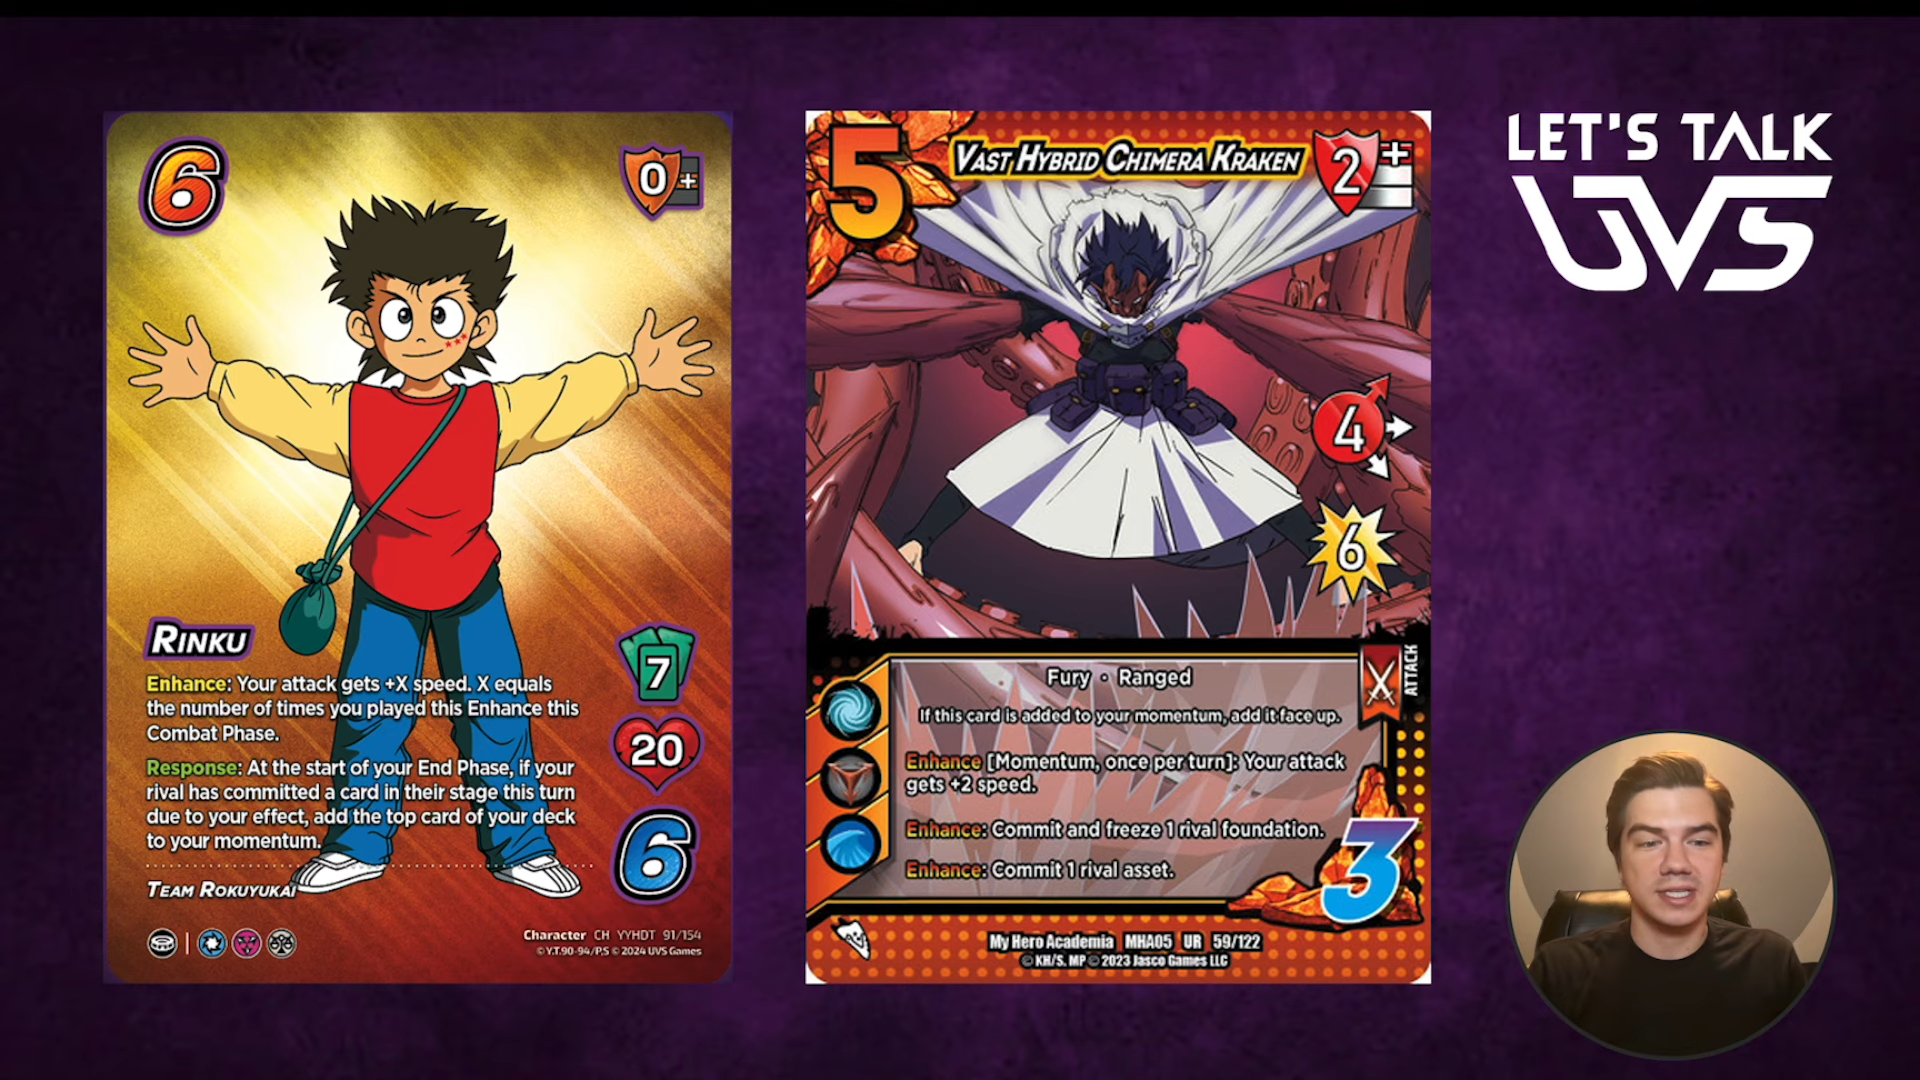 6
0 +
RINKU
Enhance: Your attack gets +X speed. X equals
the number of times you played this Enhance this
Combat Phase.
Response: At the start of your End Phase, if your
rival has committed a card in their stage this turn
due to your effect, add the top card of your deck
to your momentum.
TEAM ROKUYUKAI
7
20
6
Character CH YYHDT 91/154
© Y.T.90-94/P,S © 2024 UVS Games
5
VAST HYBRID CHIMERA KRAKEN
2 +
4
6
ATTACK
Fury • Ranged
If this card is added to your momentum, add it face up.
Enhance [Momentum, once per turn]: Your attack
gets +2 speed.
Enhance: Commit and freeze 1 rival foundation.
Enhance: Commit 1 rival asset.
3
My Hero Academia MHA05 UR 59/122
© KH/S. MP © 2023 Jasco Games LLC
LET'S TALK
UVS